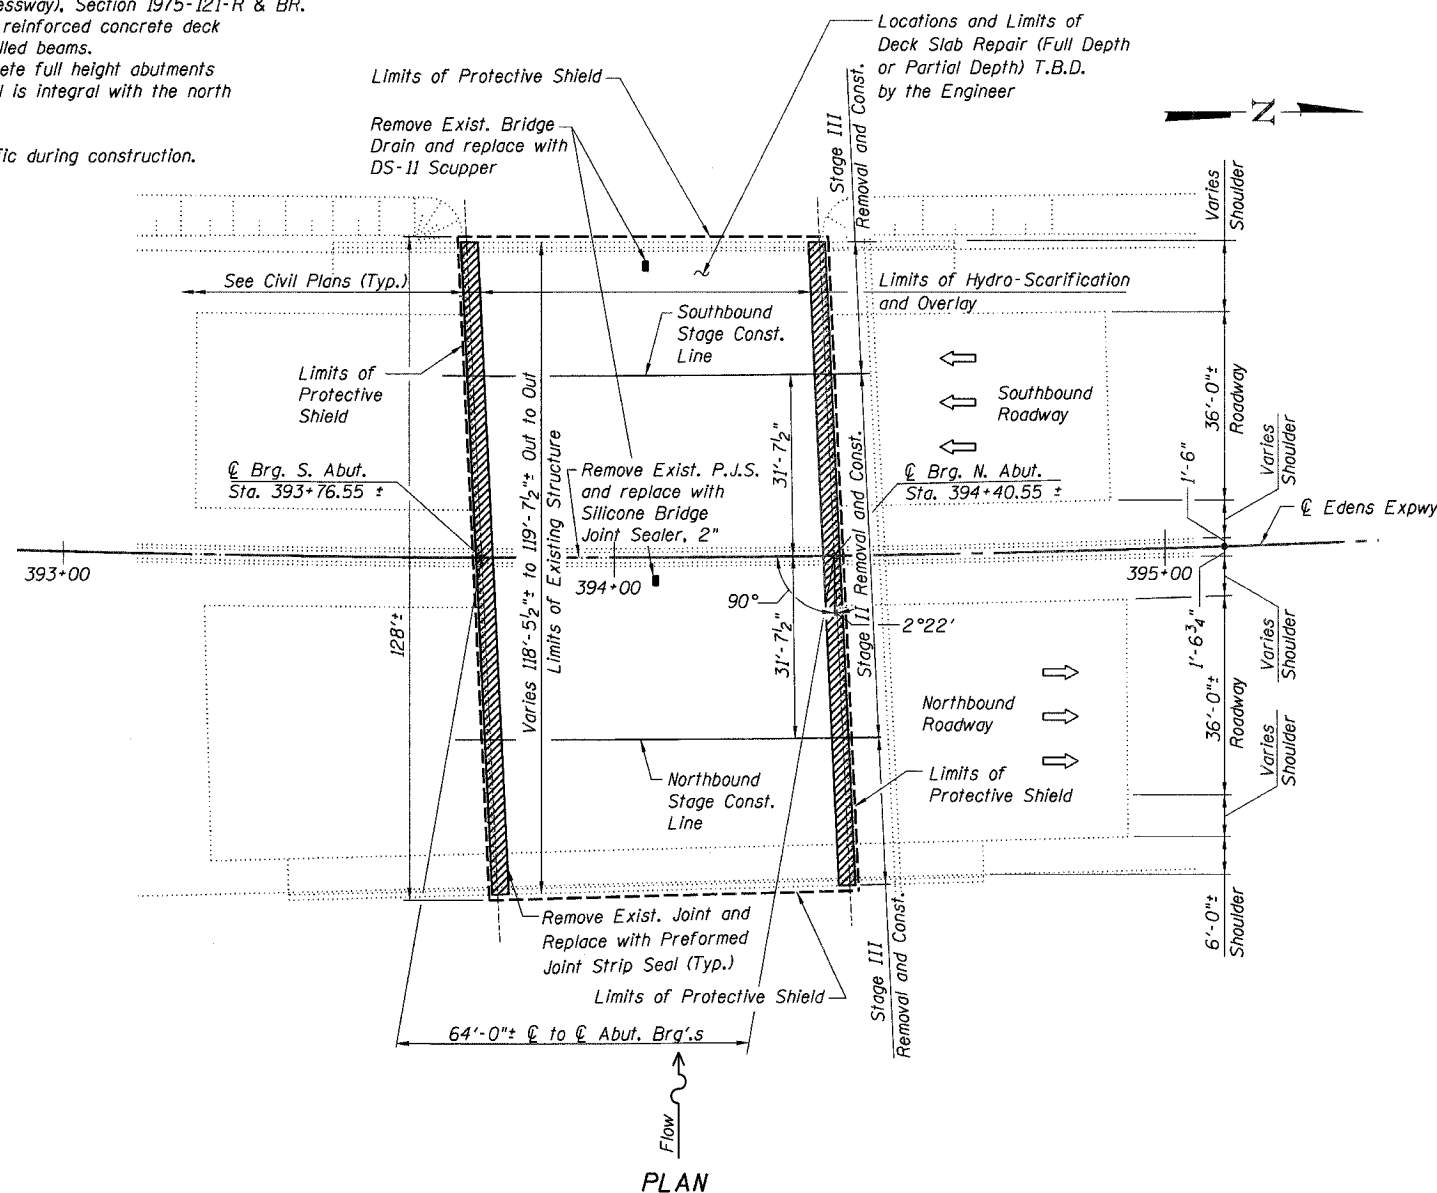 essway), Section 1975-121-R & BR.
reinforced concrete deck
lled beams.
ete full height abutments
l is integral with the north
fic during construction.
Limits of Protective Shield
Remove Exist. Bridge
Drain and replace with
DS-11 Scupper
Locations and Limits of
Deck Slab Repair (Full Depth
or Partial Depth) T.B.D.
by the Engineer
Stage III
Removal and Const.
N
Varies
Shoulder
See Civil Plans (Typ.)
Limits of Hydro-Scarification
and Overlay
Southbound
Stage Const.
Line
Limits of
Protective
Shield
Varies 118'-5½"± to 119'-7½"± Out to Out
Limits of Existing Structure
Southbound
Roadway
36'-0"±
Roadway
31'-7½"
Stage II Removal and Const.
℄ Brg. S. Abut.
Sta. 393+76.55 ±
Remove Exist. P.J.S.
and replace with
Silicone Bridge
Joint Sealer, 2"
℄ Brg. N. Abut.
Sta. 394+40.55 ±
1'-6"
Varies
Shoulder
℄ Edens Expwy
393+00
394+00
395+00
90°
2°22'
128'±
31'-7½"
1'-6¾"
Varies
Shoulder
Northbound
Roadway
36'-0"±
Roadway
Varies
Shoulder
Northbound
Stage Const.
Line
Limits of
Protective Shield
Remove Exist. Joint and
Replace with Preformed
Joint Strip Seal (Typ.)
Limits of Protective Shield
Stage III
Removal and Const.
6'-0"±
Shoulder
64'-0"± ℄ to ℄ Abut. Brg'.s
Flow
PLAN